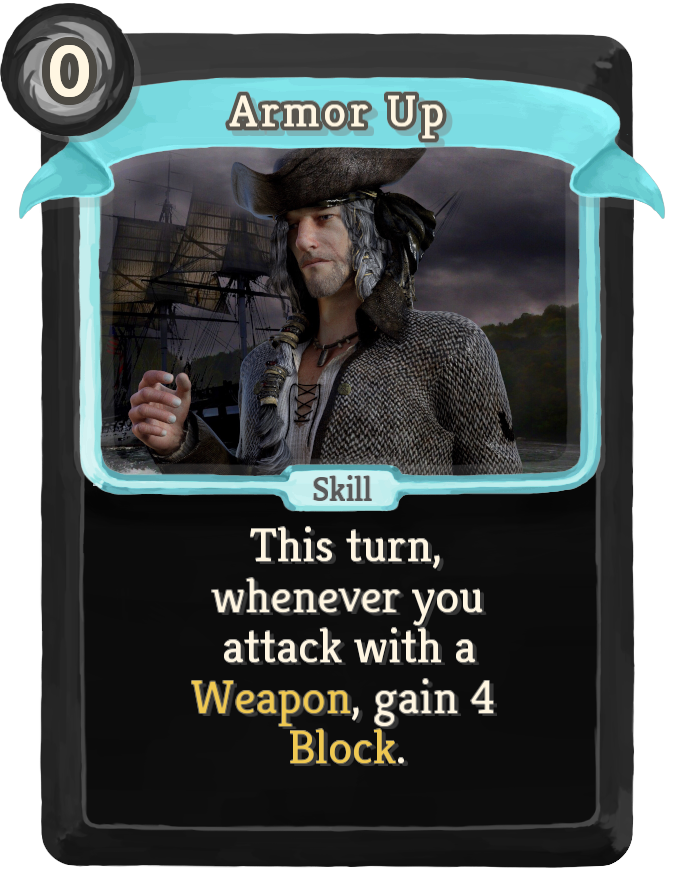 0
Armor Up
Skill
This turn,
whenever you
attack with a
Weapon, gain 4
Block.